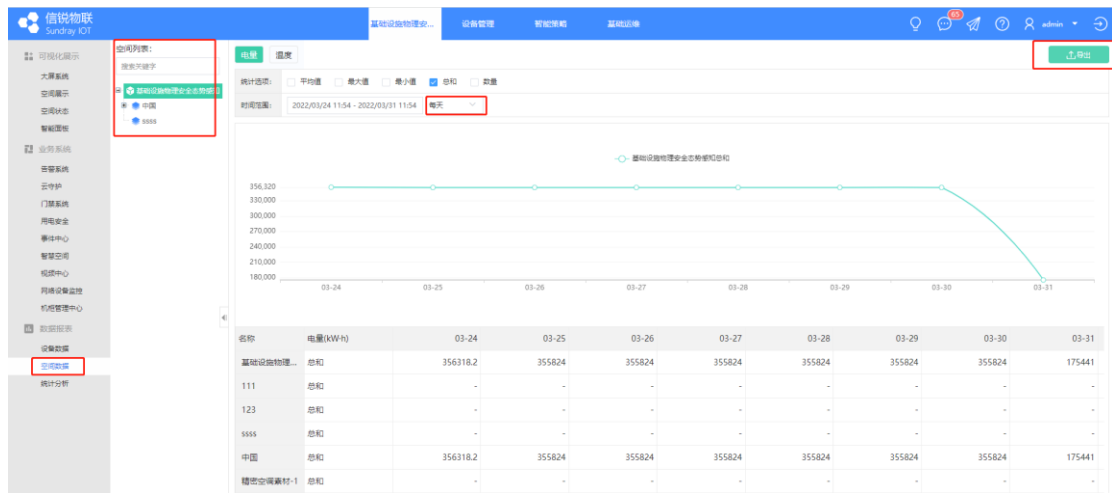 信锐物联
Sundray IOT
基础设施物理安...
设备管理
智能策略
基础运维
65
admin
可视化展示
大屏系统
空间展示
空间状态
智能面板
业务系统
告警系统
云守护
门禁系统
用电安全
事件中心
智慧空间
视频中心
网络设备监控
机柜管理中心
数据报表
设备数据
空间数据
统计分析
空间列表:
搜索关键字
基础设施物理安全态势感知
中国
ssss
电量 温度
导出
统计选项: 平均值 最大值 最小值 总和 数量
时间范围: 2022/03/24 11:54 - 2022/03/31 11:54 每天
基础设施物理安全态势感知总和
356,320
330,000
300,000
270,000
240,000
210,000
180,000
03-24 03-25 03-26 03-27 03-28 03-29 03-30 03-31
名称 电量(kW·h) 03-24 03-25 03-26 03-27 03-28 03-29 03-30 03-31
基础设施物理... 总和 356318.2 355824 355824 355824 355824 355824 355824 175441
111 总和 - - - - - - - -
123 总和 - - - - - - - -
ssss 总和 - - - - - - - -
中国 总和 356318.2 355824 355824 355824 355824 355824 355824 175441
精密空调素材-1 总和 - - - - - - - -